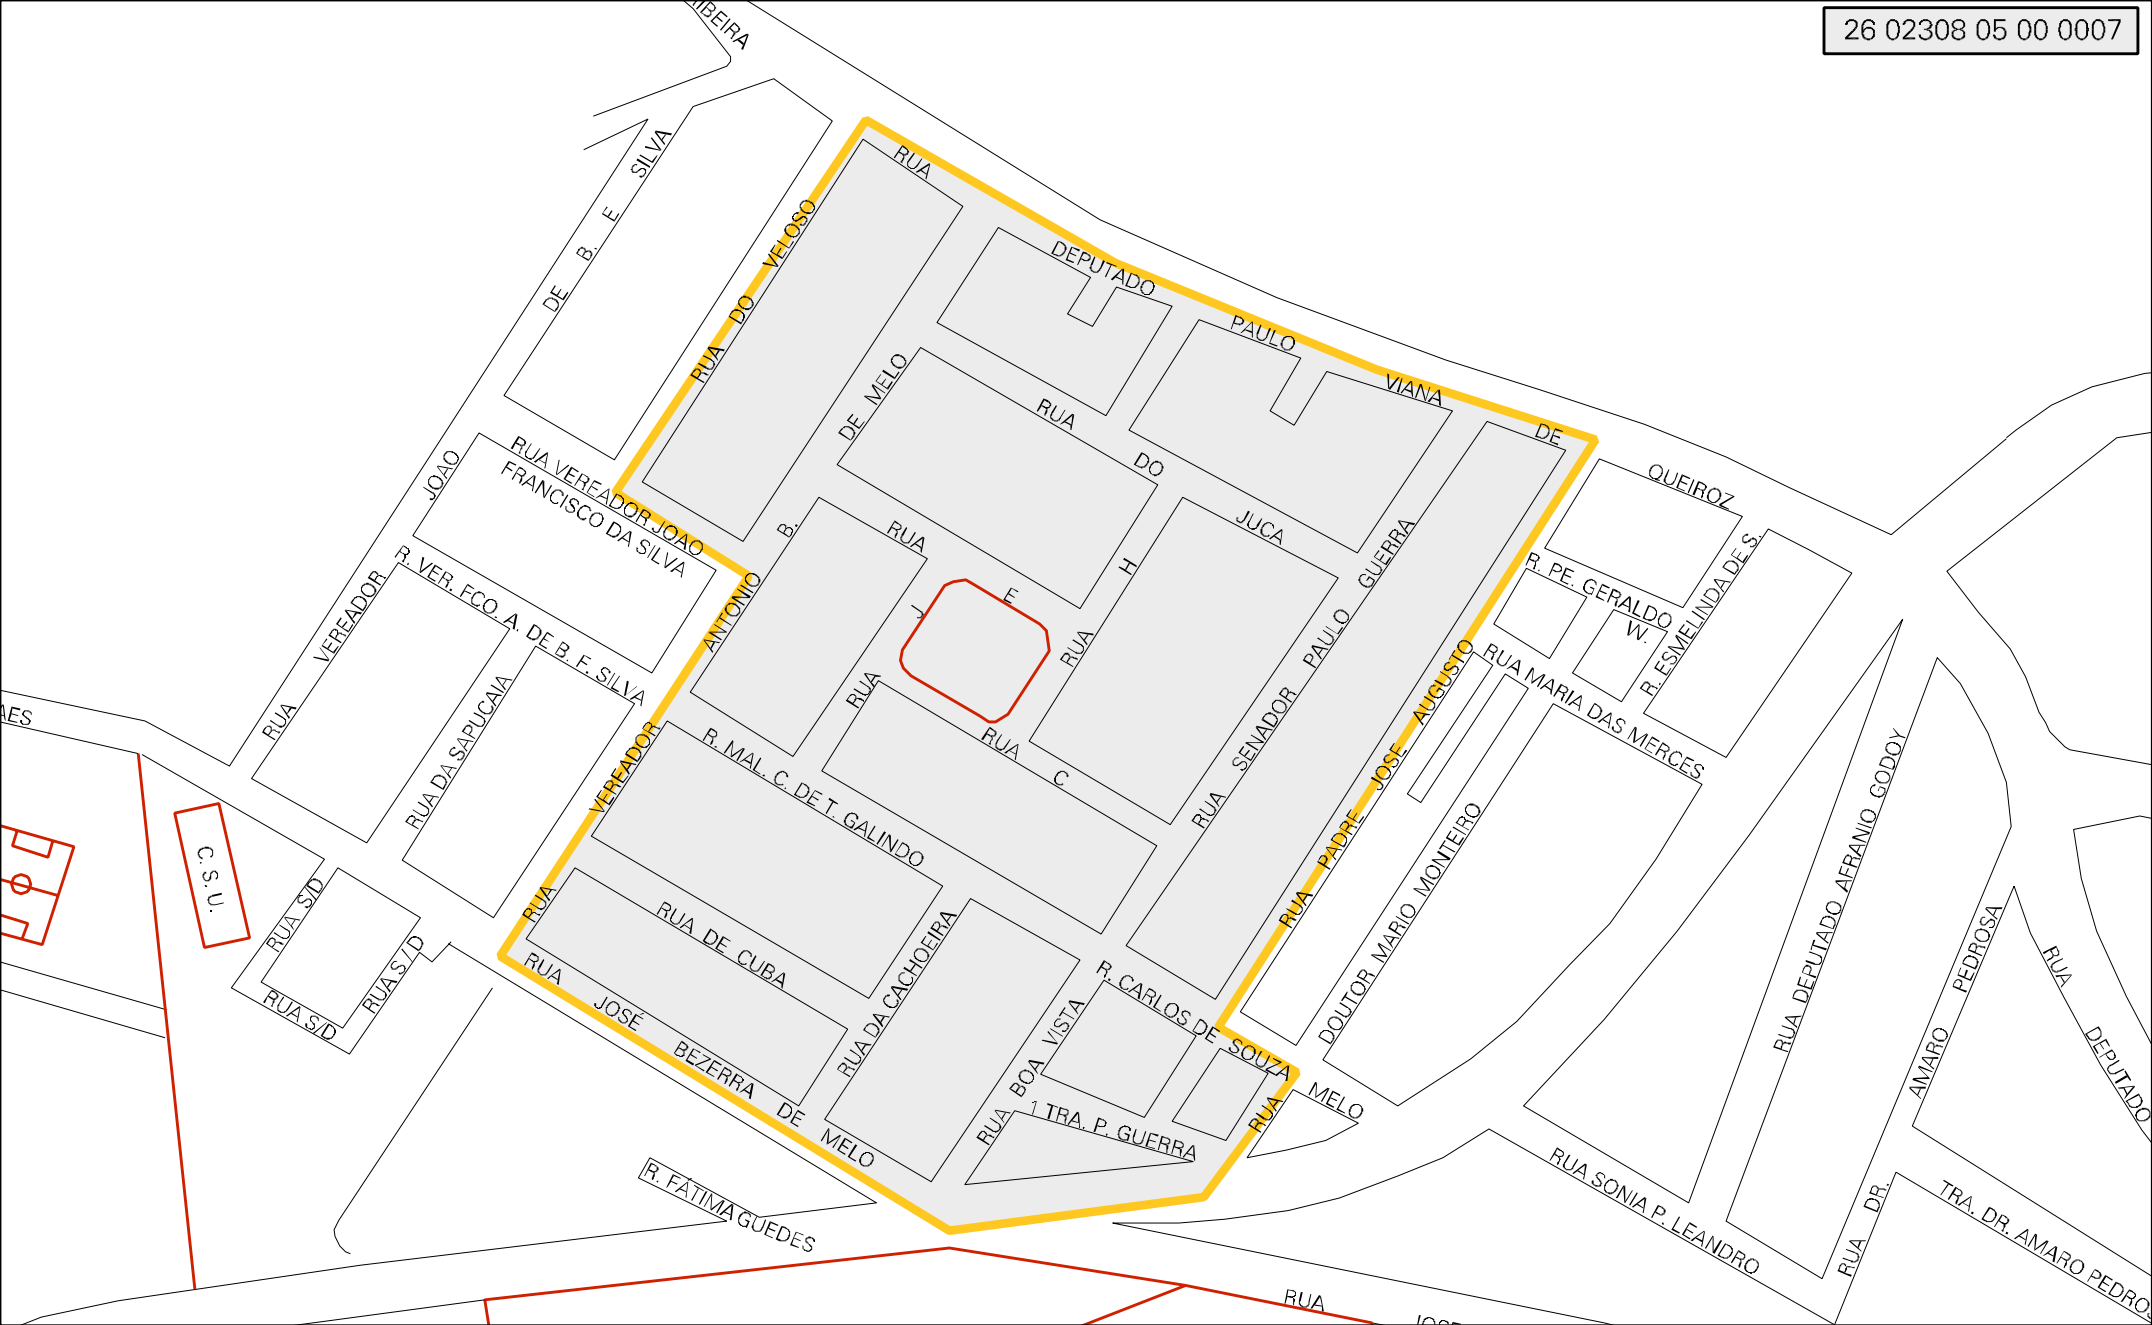 26 02308 05 00 0007
RUA DEPUTADO PAULO VIANA DE QUEIROZ
RUA DO VELOSO
RUA VEREADOR JOAO DE B. E SILVA
RUA VEREADOR JOAO
FRANCISCO DA SILVA
R. VER. FCO. A. DE B. F. SILVA
RUA DA SAPUCAIA
RUA VEREADOR ANTONIO B. DE MELO
RUA DO JUCA
RUA E
RUA H
RUA J
RUA C
RUA SENADOR PAULO GUERRA
RUA PADRE JOSE AUGUSTO
R. PE. GERALDO
W.
R. ESMELINDA DE S.
RUA MARIA DAS MERCES
RUA DOUTOR MARIO MONTEIRO
R. MAL. C. DE T. GALINDO
RUA DE CUBA
RUA DA CACHOEIRA
RUA BOA VISTA
R. CARLOS DE SOUZA MELO
1 TRA. P. GUERRA
RUA JOSÉ BEZERRA DE MELO
R. FÁTIMA GUEDES
C. S. U.
RUA S/D
RUA S/D
RUA S/D
RUA DEPUTADO AFRANIO GODOY
RUA DR. AMARO PEDROSA
RUA DEPUTADO
RUA SONIA P. LEANDRO
TRA. DR. AMARO PEDROS
RUA